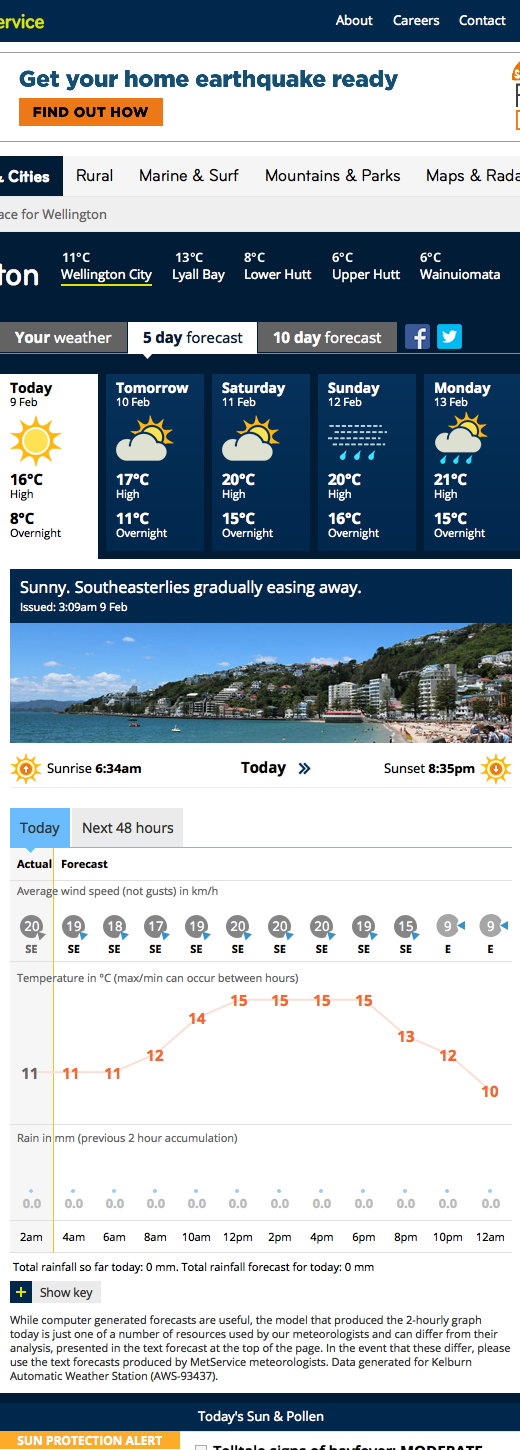 ervice
About Careers Contact
Get your home earthquake ready
FIND OUT HOW
& Cities Rural Marine & Surf Mountains & Parks Maps & Rada
ace for Wellington
ton
11°C 13°C 8°C 6°C 6°C
Wellington City Lyall Bay Lower Hutt Upper Hutt Wainuiomata
Your weather 5 day forecast 10 day forecast
Today Tomorrow Saturday Sunday Monday
9 Feb 10 Feb 11 Feb 12 Feb 13 Feb
16°C 17°C 20°C 20°C 21°C
High High High High High
8°C 11°C 15°C 16°C 15°C
Overnight Overnight Overnight Overnight Overnight
Sunny. Southeasterlies gradually easing away.
Issued: 3:09am 9 Feb
Sunrise 6:34am Today » Sunset 8:35pm
Today Next 48 hours
Actual Forecast
Average wind speed (not gusts) in km/h
20 19 18 17 19 20 20 20 19 15 9 9
SE SE SE SE SE SE SE SE SE SE E E
Temperature in °C (max/min can occur between hours)
11 11 11 12 14 15 15 15 15 13 12 10
Rain in mm (previous 2 hour accumulation)
0.0 0.0 0.0 0.0 0.0 0.0 0.0 0.0 0.0 0.0 0.0 0.0
2am 4am 6am 8am 10am 12pm 2pm 4pm 6pm 8pm 10pm 12am
Total rainfall so far today: 0 mm. Total rainfall forecast for today: 0 mm
+ Show key
While computer generated forecasts are useful, the model that produced the 2-hourly graph
today is just one of a number of resources used by our meteorologists and can differ from their
analysis, presented in the text forecast at the top of the page. In the event that these differ, please
use the text forecasts produced by MetService meteorologists. Data generated for Kelburn
Automatic Weather Station (AWS-93437).
Today's Sun & Pollen
SUN PROTECTION ALERT
Telltale signs of hayfever: MODERATE